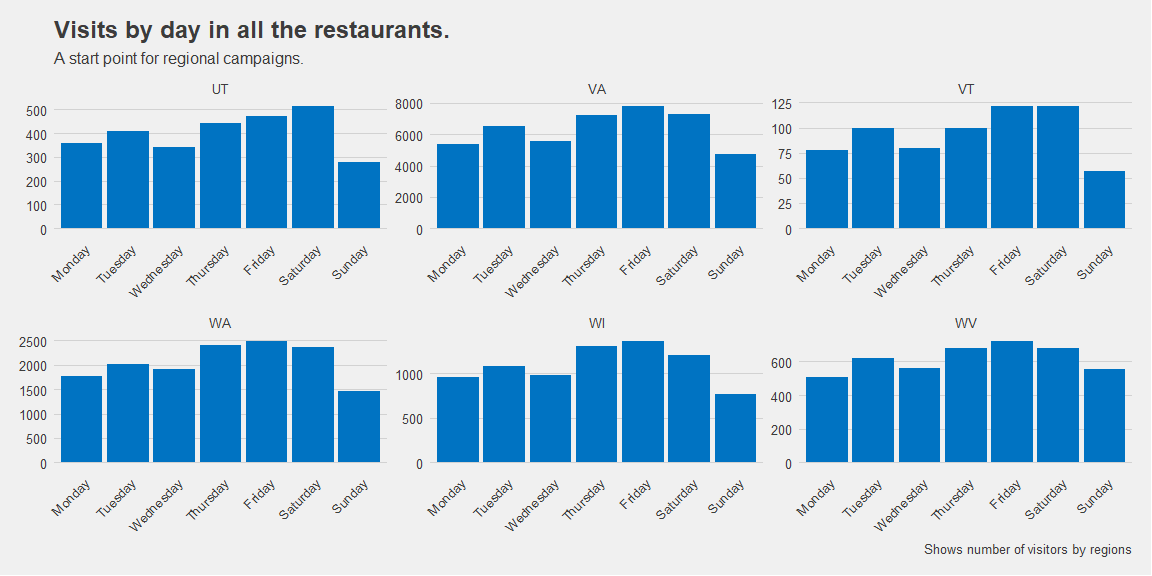 Visits by day in all the restaurants.
A start point for regional campaigns.
UT
500
400
300
200
100
0
Monday
Tuesday
Wednesday
Thursday
Friday
Saturday
Sunday
VA
8000
6000
4000
2000
0
Monday
Tuesday
Wednesday
Thursday
Friday
Saturday
Sunday
VT
125
100
75
50
25
0
Monday
Tuesday
Wednesday
Thursday
Friday
Saturday
Sunday
WA
2500
2000
1500
1000
500
0
Monday
Tuesday
Wednesday
Thursday
Friday
Saturday
Sunday
WI
1000
500
0
Monday
Tuesday
Wednesday
Thursday
Friday
Saturday
Sunday
WV
600
400
200
0
Monday
Tuesday
Wednesday
Thursday
Friday
Saturday
Sunday
Shows number of visitors by regions